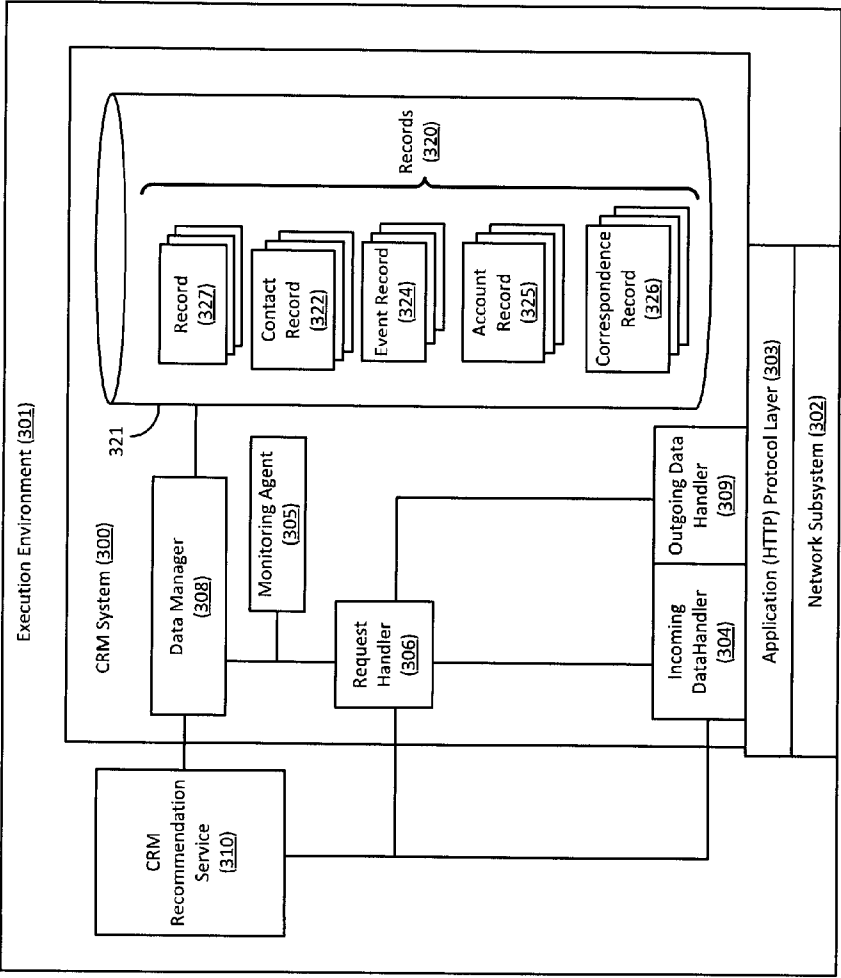 Execution Environment (301)
CRM System (300)
CRM
Recommendation
Service
(310)
Data Manager
(308)
321
Monitoring Agent
(305)
Request
Handler
(306)
Record
(327)
Contact
Record
(322)
Event Record
(324)
Account
Record
(325)
Correspondence
Record
(326)
Records
(320)
Incoming
DataHandler
(304)
Outgoing Data
Handler
(309)
Application (HTTP) Protocol Layer (303)
Network Subsystem (302)